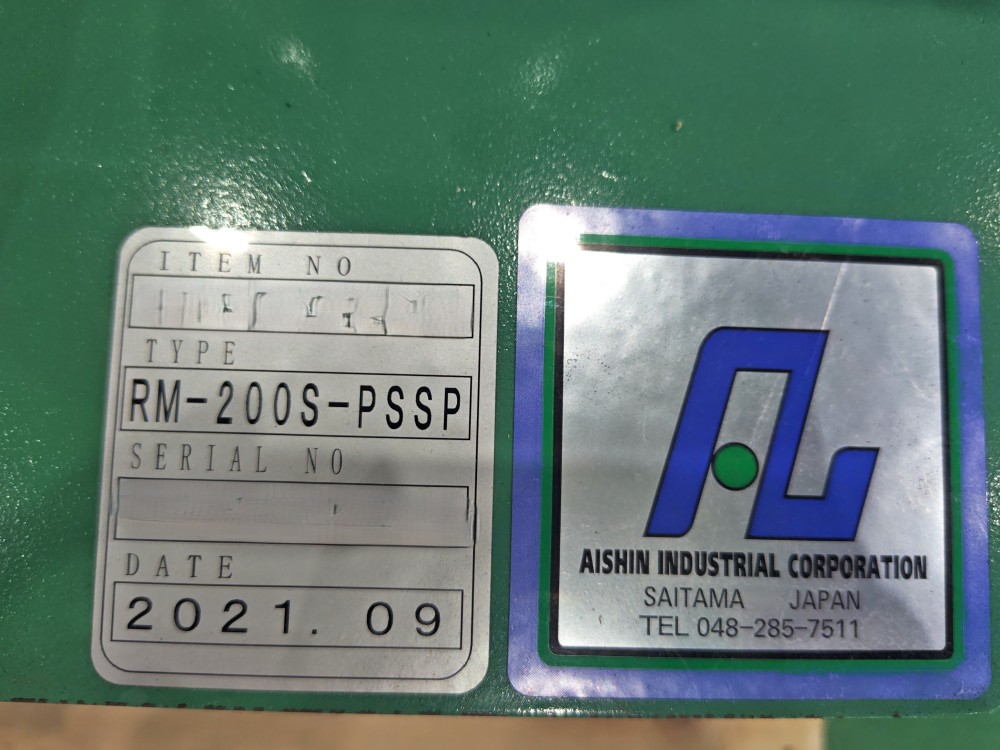 ITEM NO
TYPE
RM-200S-PSSP
SERIAL NO
DATE
2021. 09
AISHIN INDUSTRIAL CORPORATION
SAITAMA JAPAN
TEL 048-285-7511